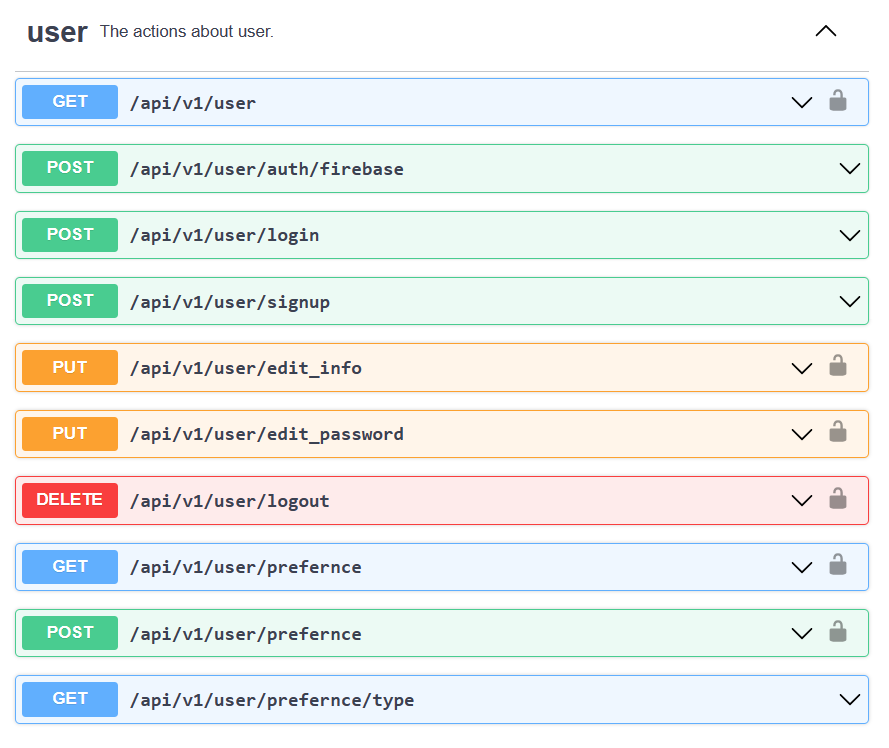 user The actions about user.
GET /api/v1/user
POST /api/v1/user/auth/firebase
POST /api/v1/user/login
POST /api/v1/user/signup
PUT /api/v1/user/edit_info
PUT /api/v1/user/edit_password
DELETE /api/v1/user/logout
GET /api/v1/user/prefernce
POST /api/v1/user/prefernce
GET /api/v1/user/prefernce/type